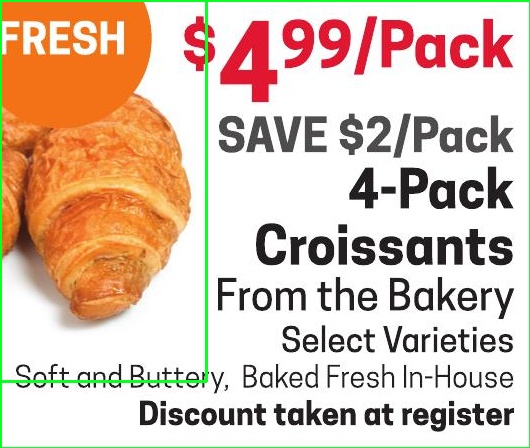 FRESH
$4.99/Pack
SAVE $2/Pack
4-Pack
Croissants
From the Bakery
Select Varieties
Soft and Buttery, Baked Fresh In-House
Discount taken at register